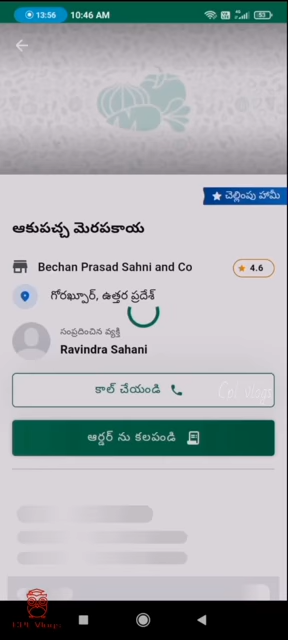 13:56 10:46 AM 53
చెల్లింపు హామీ
ఆకుపచ్చ మెరపకాయ
Bechan Prasad Sahni and Co
4.6
గోరఖ్పూర్, ఉత్తర ప్రదేశ్
సంప్రదించిన వ్యక్తి
Ravindra Sahani
కాల్ చేయండి
ఆర్డర్ ను కలపండి